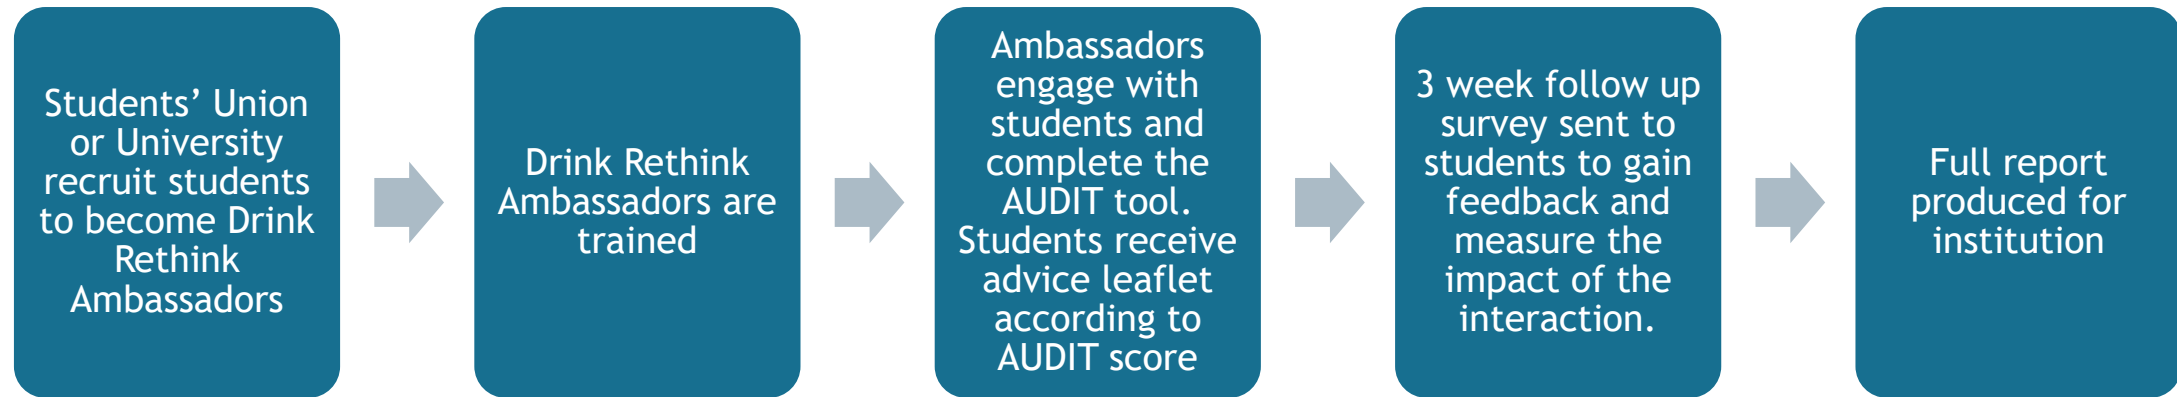 Students’ Union
or University
recruit students
to become Drink
Rethink
Ambassadors
Drink Rethink
Ambassadors are
trained
Ambassadors
engage with
students and
complete the
AUDIT tool.
Students receive
advice leaflet
according to
AUDIT score
3 week follow up
survey sent to
students to gain
feedback and
measure the
impact of the
interaction.
Full report
produced for
institution